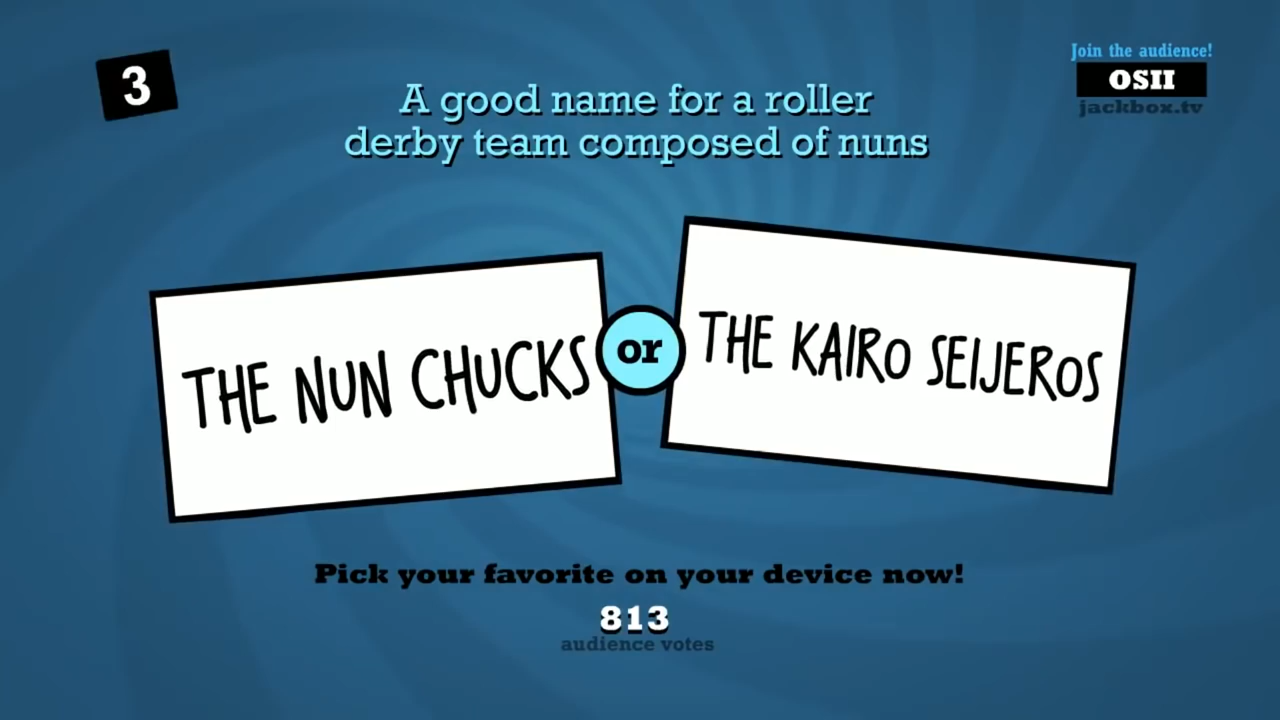 3
Join the audience!
OSII
jackbox.tv
A good name for a roller
derby team composed of nuns
THE NUN CHUCKS
or
THE KAIRO SEIJEROS
Pick your favorite on your device now!
813
audience votes